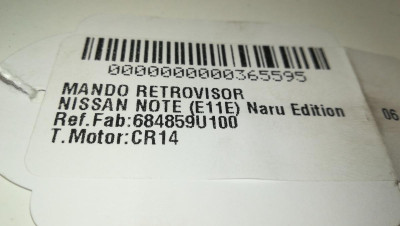 0000000000365595
MANDO RETROVISOR
NISSAN NOTE (E11E) Naru Edition
Ref.Fab:684859U100
T.Motor:CR14
06